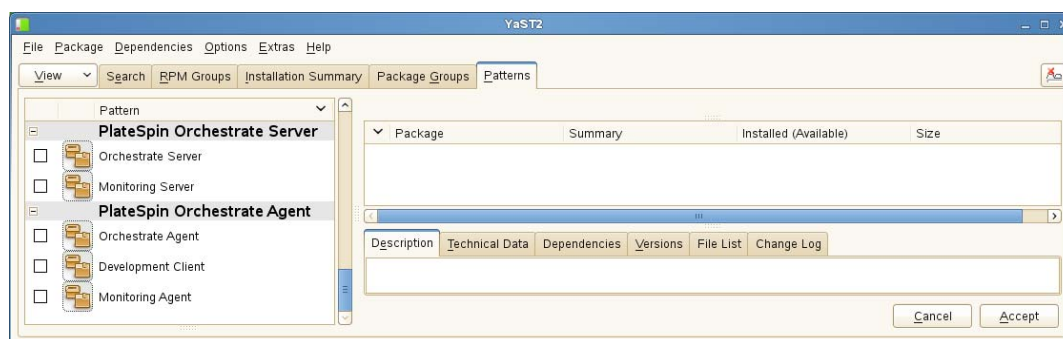 YaST2
File Package Dependencies Options Extras Help
View Search RPM Groups Installation Summary Package Groups Patterns
Pattern
PlateSpin Orchestrate Server
Orchestrate Server
Monitoring Server
PlateSpin Orchestrate Agent
Orchestrate Agent
Development Client
Monitoring Agent
Package Summary Installed (Available) Size
Description Technical Data Dependencies Versions File List Change Log
Cancel Accept